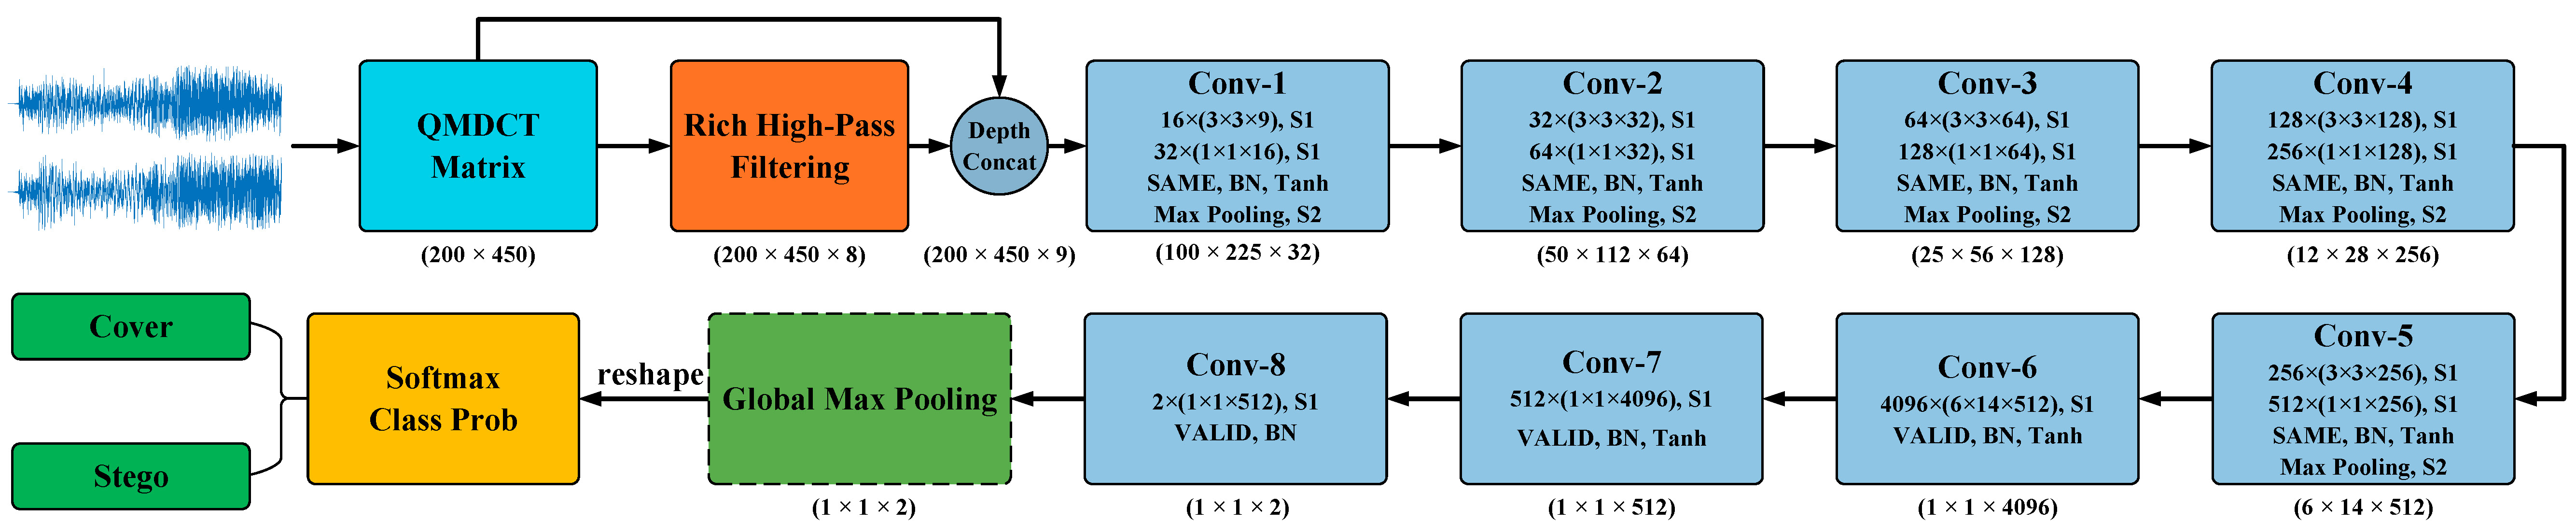 QMDCT
Matrix
(200 × 450)
Rich High-Pass
Filtering
(200 × 450 × 8)
Depth
Concat
(200 × 450 × 9)
Conv-1
16×(3×3×9), S1
32×(1×1×16), S1
SAME, BN, Tanh
Max Pooling, S2
(100 × 225 × 32)
Conv-2
32×(3×3×32), S1
64×(1×1×32), S1
SAME, BN, Tanh
Max Pooling, S2
(50 × 112 × 64)
Conv-3
64×(3×3×64), S1
128×(1×1×64), S1
SAME, BN, Tanh
Max Pooling, S2
(25 × 56 × 128)
Conv-4
128×(3×3×128), S1
256×(1×1×128), S1
SAME, BN, Tanh
Max Pooling, S2
(12 × 28 × 256)
Conv-5
256×(3×3×256), S1
512×(1×1×256), S1
SAME, BN, Tanh
Max Pooling, S2
(6 × 14 × 512)
Conv-6
4096×(6×14×512), S1
VALID, BN, Tanh
(1 × 1 × 4096)
Conv-7
512×(1×1×4096), S1
VALID, BN, Tanh
(1 × 1 × 512)
Conv-8
2×(1×1×512), S1
VALID, BN
(1 × 1 × 2)
Global Max Pooling
(1 × 1 × 2)
reshape
Softmax
Class Prob
Cover
Stego